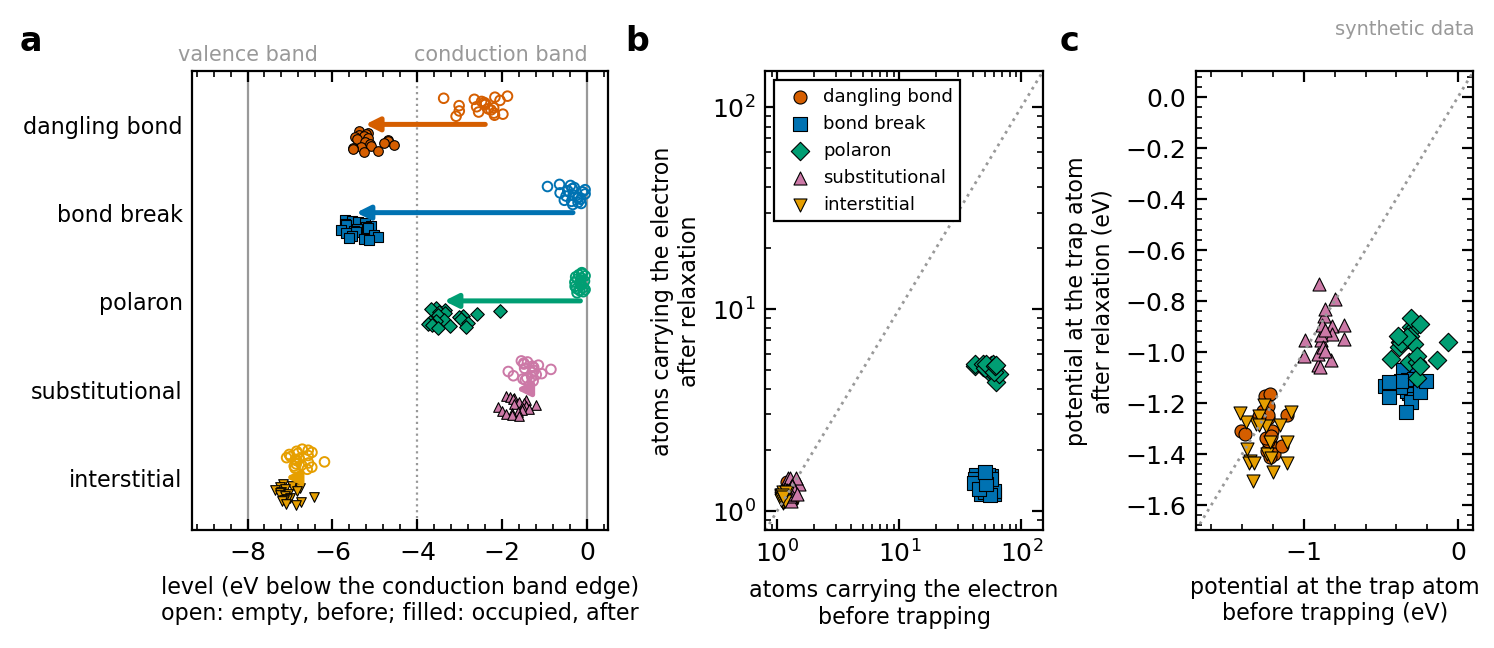 synthetic data
a
valence band
conduction band
dangling bond
bond break
polaron
substitutional
interstitial
−8
−6
−4
−2
0
level (eV below the conduction band edge)
open: empty, before; filled: occupied, after
b
dangling bond
bond break
polaron
substitutional
interstitial
10²
10¹
10⁰
10⁰
10¹
10²
atoms carrying the electron
after relaxation
atoms carrying the electron
before trapping
c
0.0
−0.2
−0.4
−0.6
−0.8
−1.0
−1.2
−1.4
−1.6
−1
0
potential at the trap atom
after relaxation (eV)
potential at the trap atom
before trapping (eV)